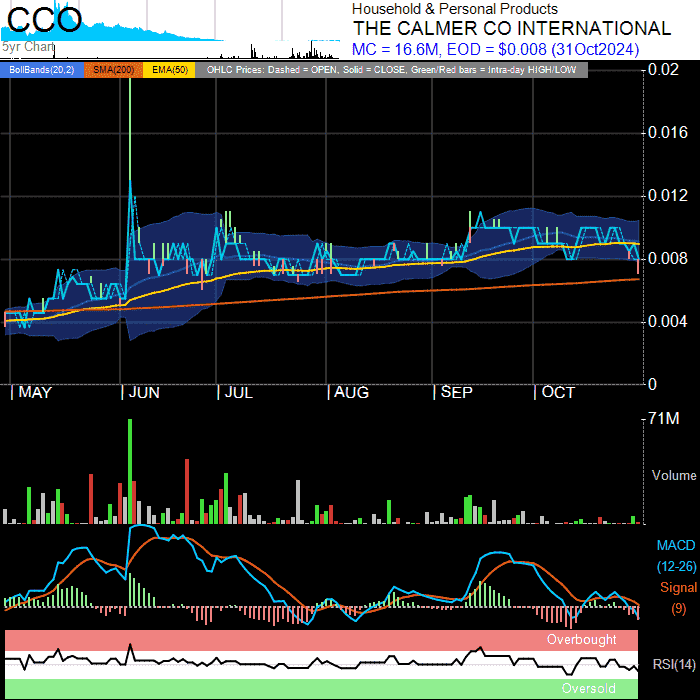 CCO
5yr Chart
Household & Personal Products
THE CALMER CO INTERNATIONAL
MC = 16.6M, EOD = $0.008 (31Oct2024)
BollBands(20,2) SMA(200) EMA(50) OHLC Prices: Dashed = OPEN, Solid = CLOSE, Green/Red bars = Intra-day HIGH/LOW
0.02
0.016
0.012
0.008
0.004
0
MAY JUN JUL AUG SEP OCT
71M
Volume
MACD
(12-26)
Signal
(9)
Overbought
RSI(14)
Oversold